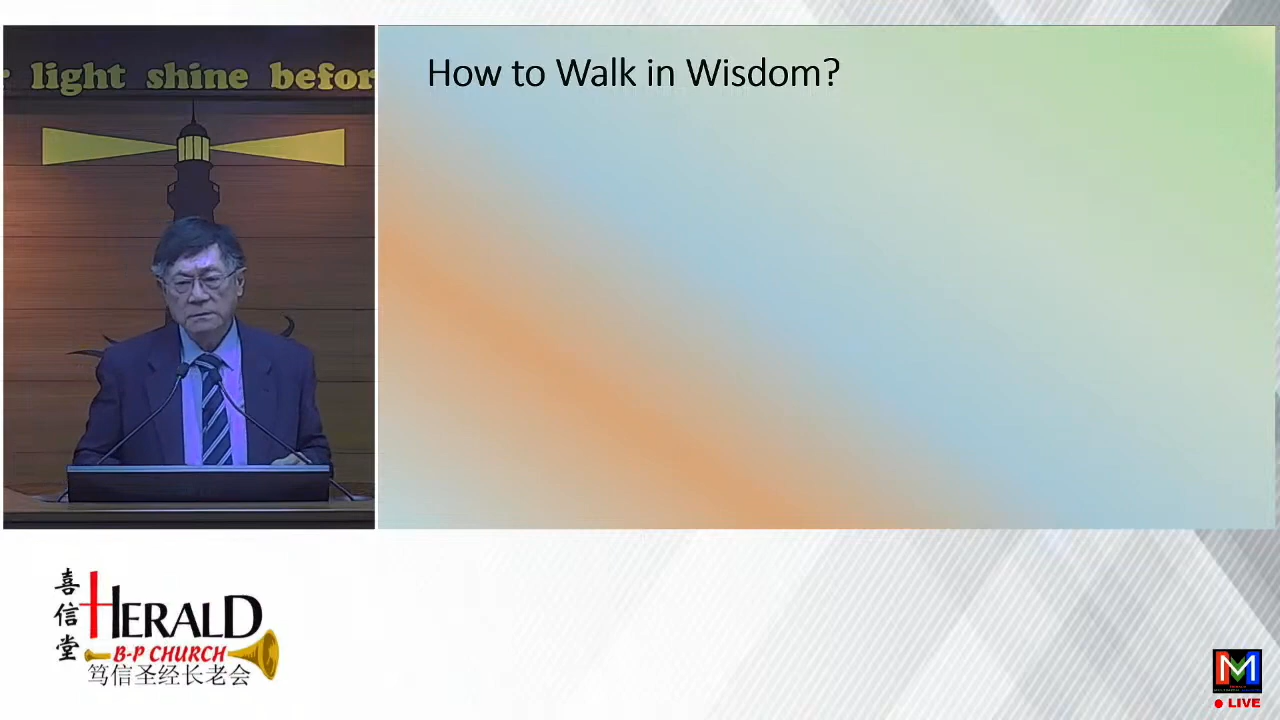 r light shine befor
How to Walk in Wisdom?
喜信堂
HERALD
B-P CHURCH
笃信圣经长老会
M
LIVE